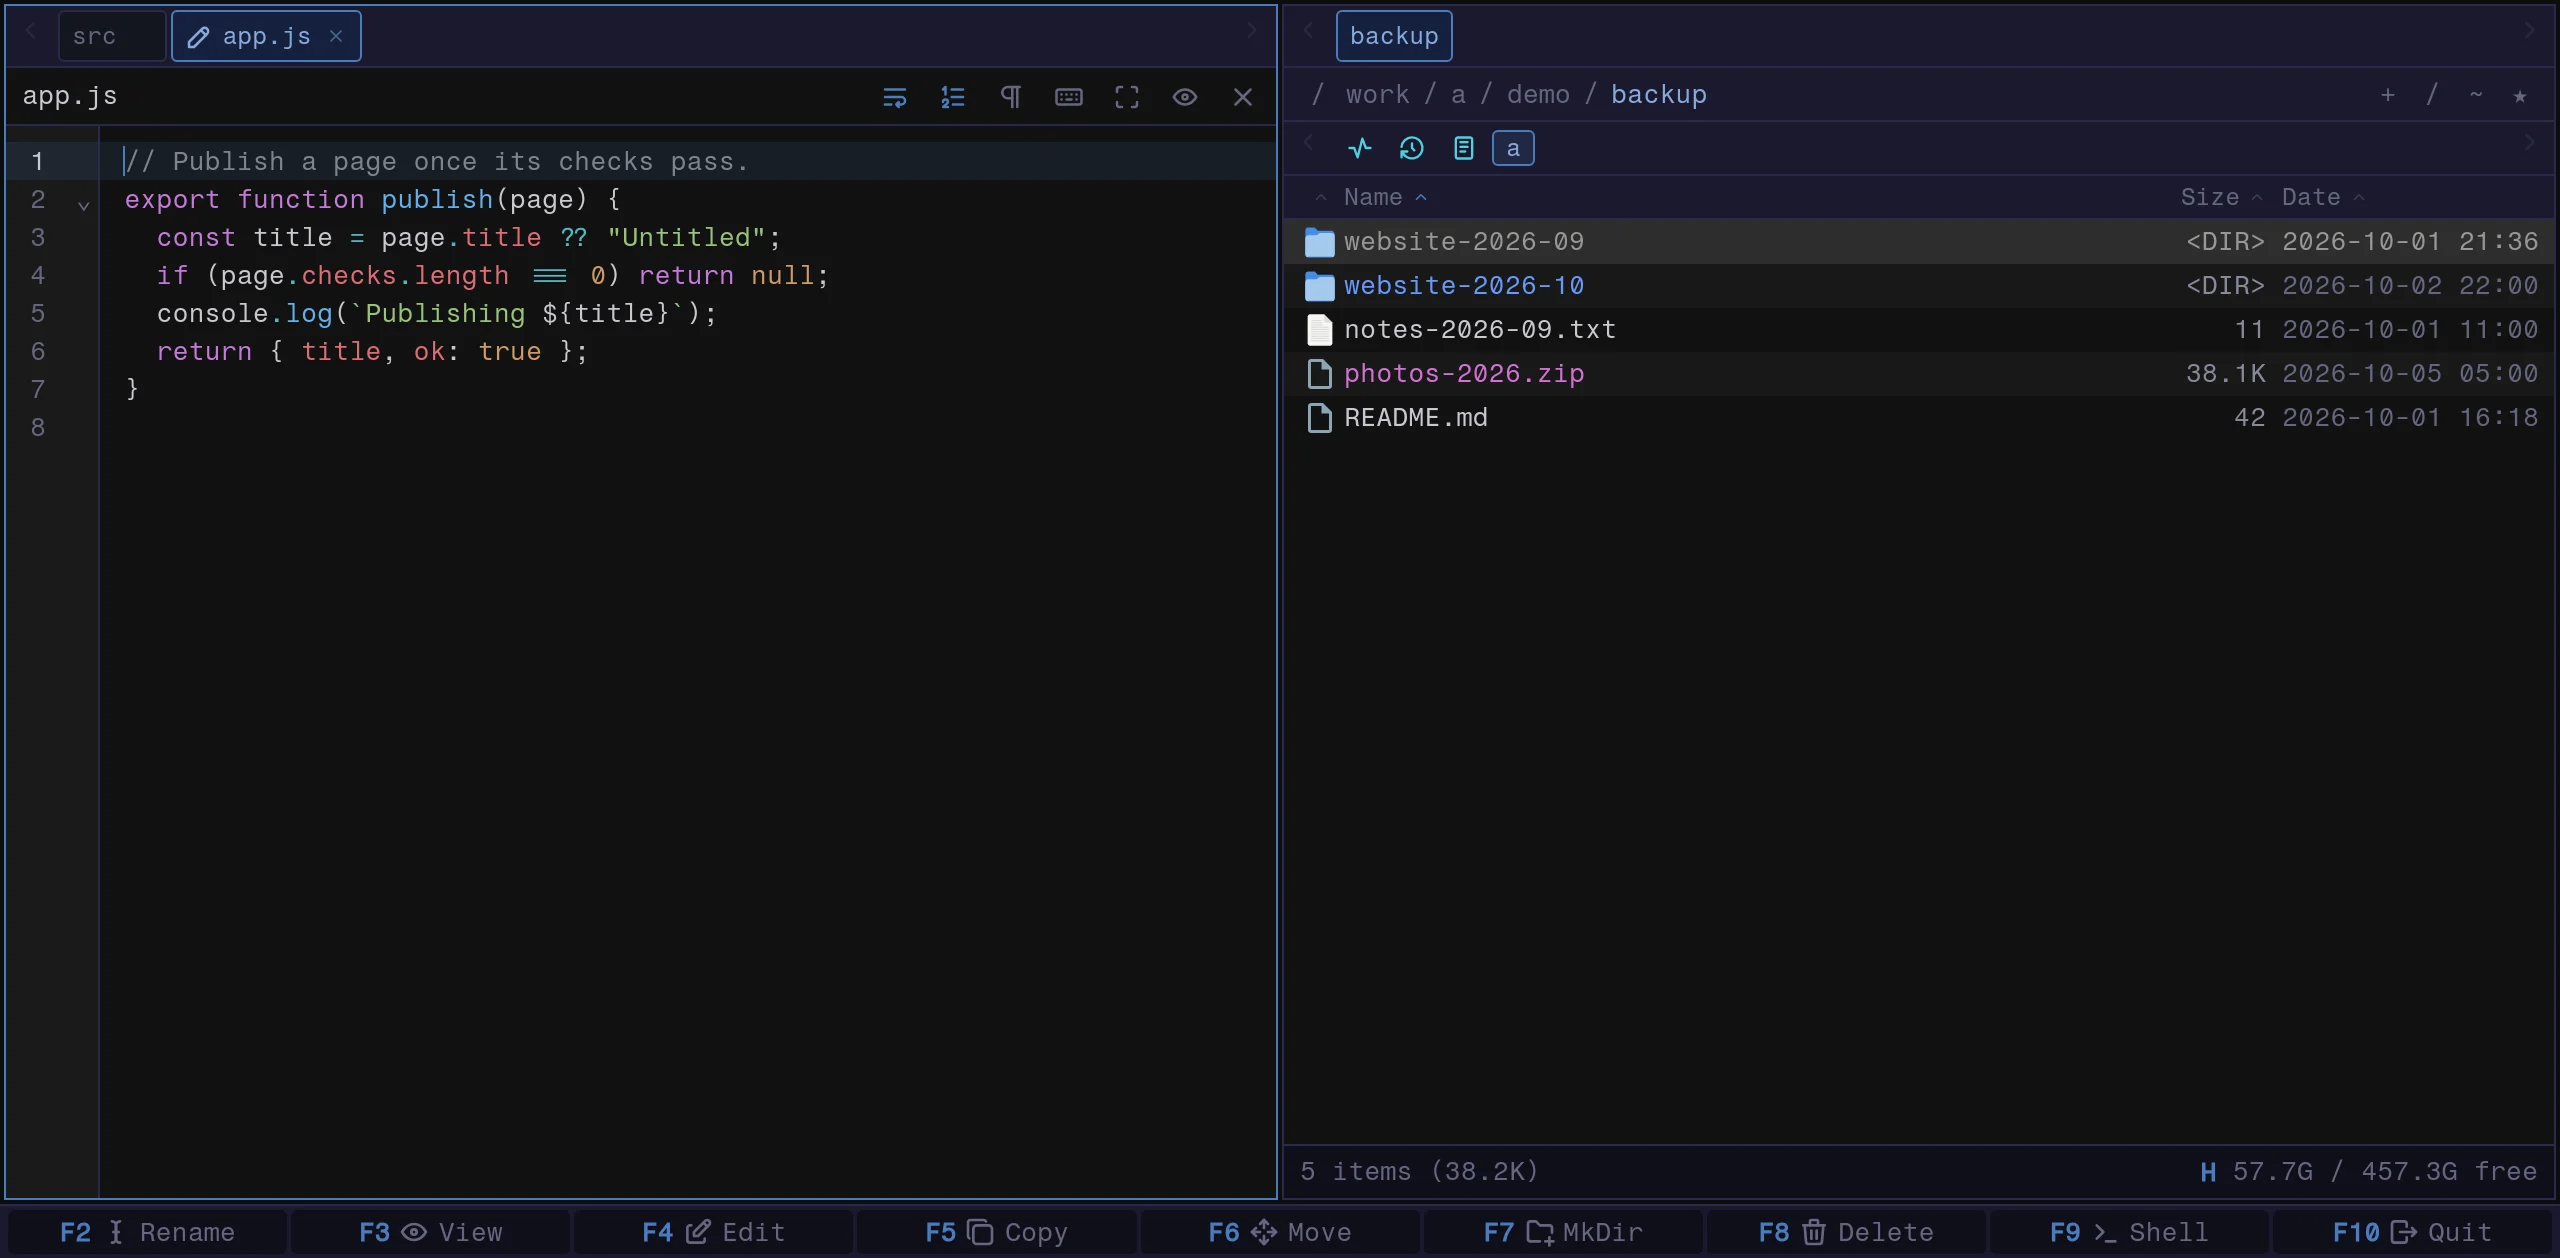 src app.js ×
app.js
1 // Publish a page once its checks pass.
2 export function publish(page) {
3   const title = page.title ?? "Untitled";
4   if (page.checks.length === 0) return null;
5   console.log(`Publishing ${title}`);
6   return { title, ok: true };
7 }
8
backup
/ work / a / demo / backup + / ~ ★
a
Name Size Date
website-2026-09 <DIR> 2026-10-01 21:36
website-2026-10 <DIR> 2026-10-02 22:00
notes-2026-09.txt 11 2026-10-01 11:00
photos-2026.zip 38.1K 2026-10-05 05:00
README.md 42 2026-10-01 16:18
5 items (38.2K) H 57.7G / 457.3G free
F2 Rename F3 View F4 Edit F5 Copy F6 Move F7 MkDir F8 Delete F9 Shell F10 Quit